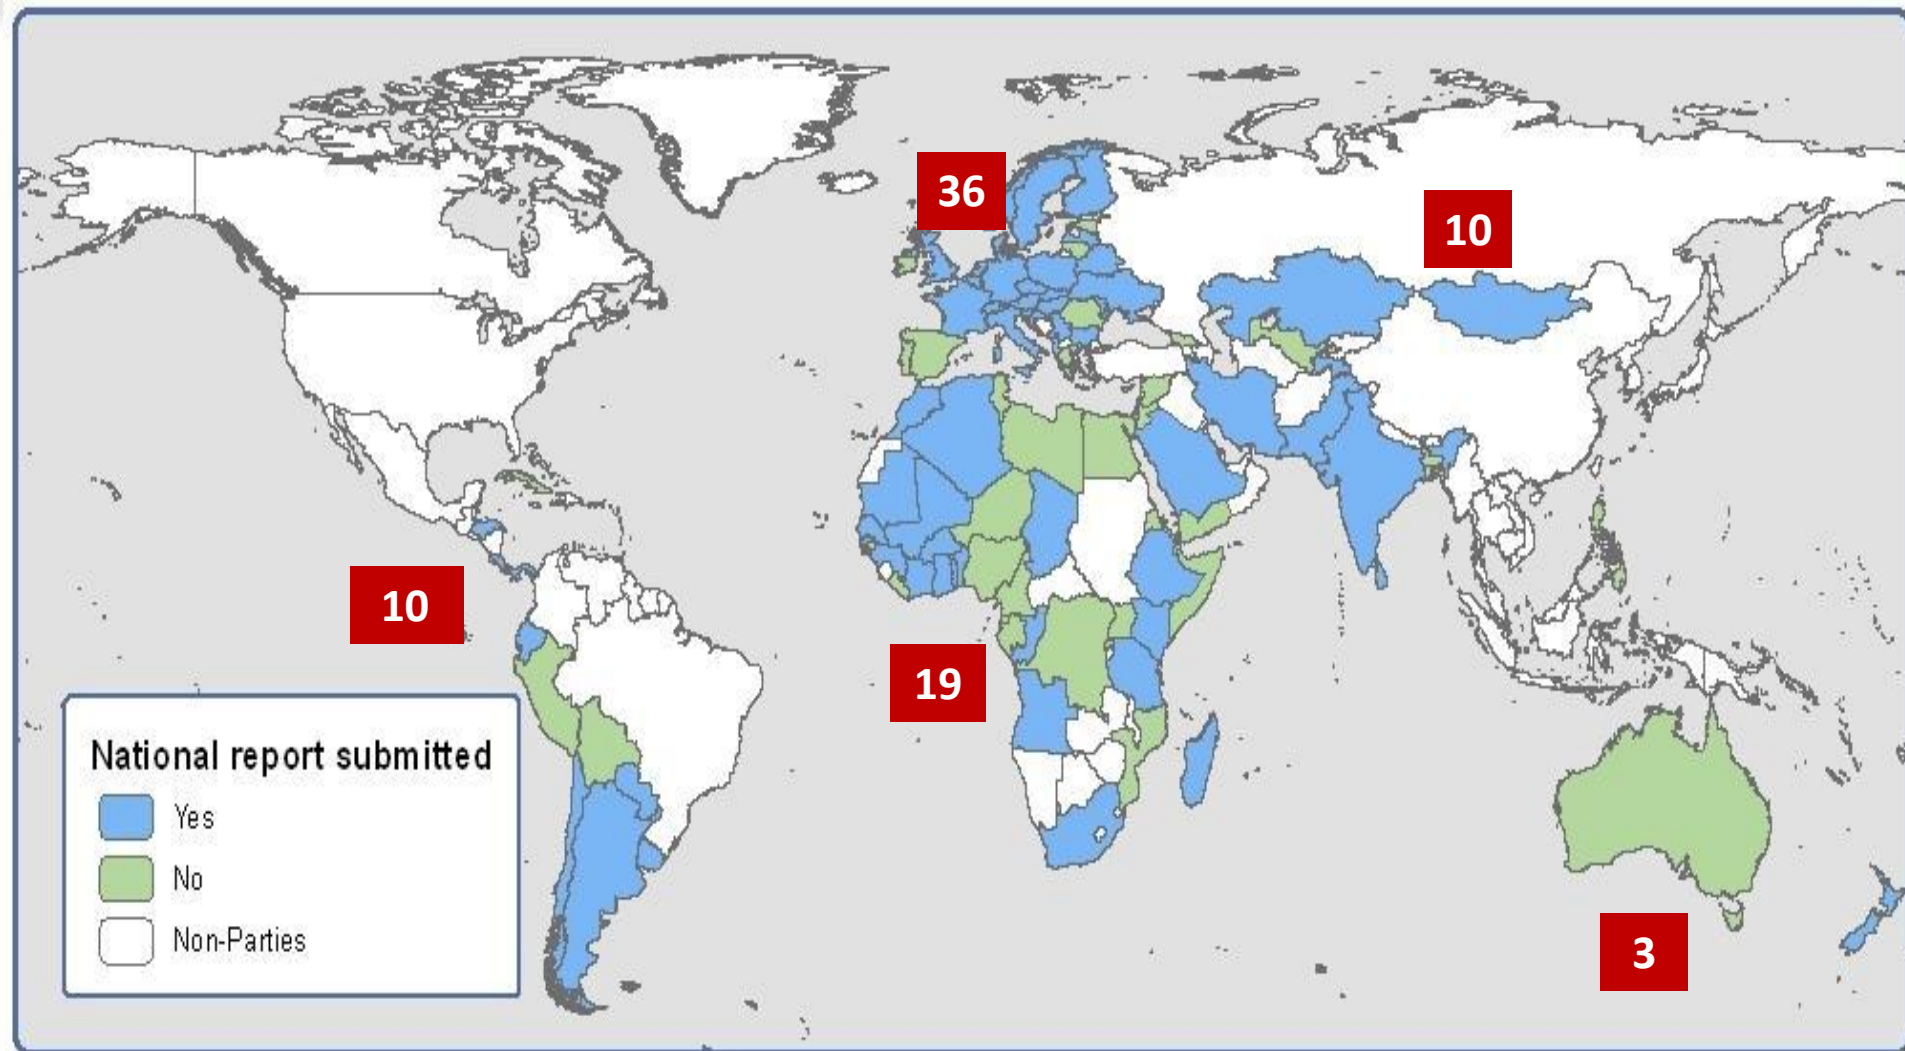 36
10
10
19
National report submitted
Yes
No
Non-Parties
3